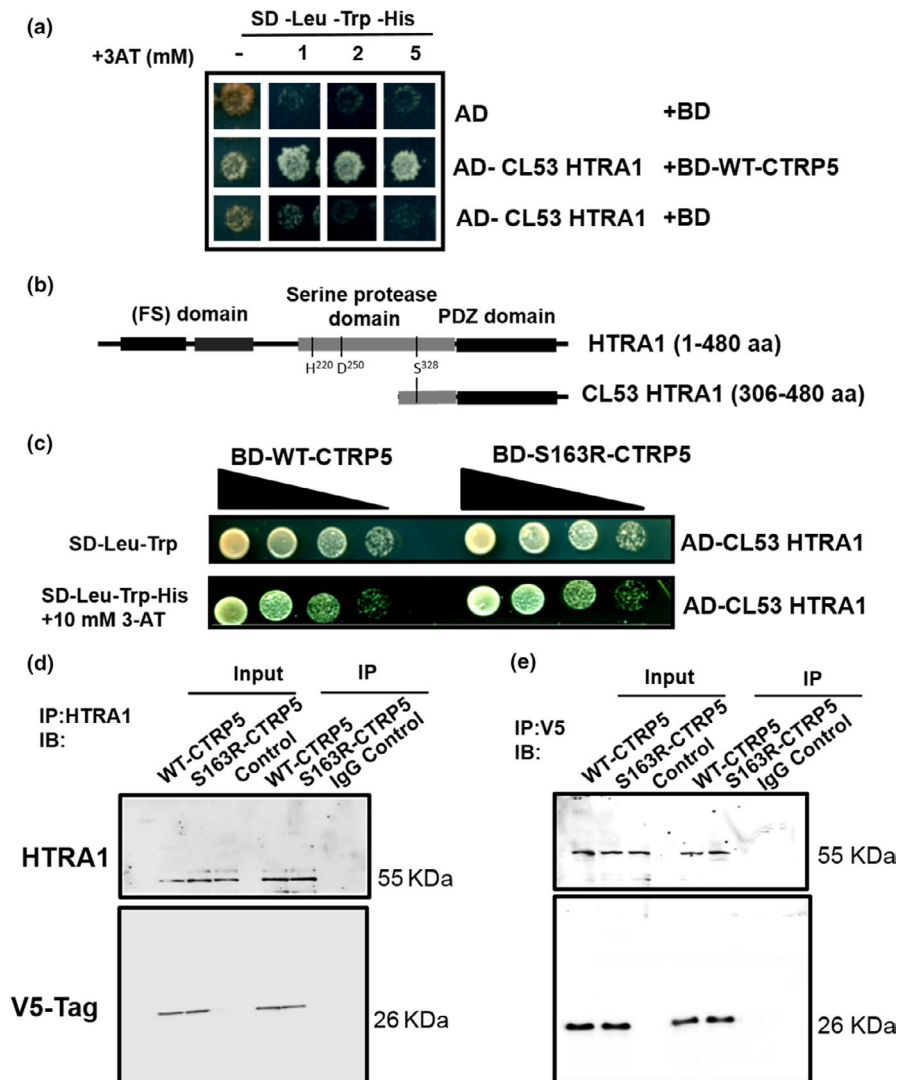 (a)
SD -Leu -Trp -His
+3AT (mM) - 1 2 5
AD +BD
AD- CL53 HTRA1 +BD-WT-CTRP5
AD- CL53 HTRA1 +BD
(b)
(FS) domain
Serine protease
domain
PDZ domain
HTRA1 (1-480 aa)
H220 D250 S328
CL53 HTRA1 (306-480 aa)
(c)
BD-WT-CTRP5 BD-S163R-CTRP5
SD-Leu-Trp AD-CL53 HTRA1
SD-Leu-Trp-His
+10 mM 3-AT
AD-CL53 HTRA1
(d)
Input IP
IP:HTRA1
IB:
WT-CTRP5
S163R-CTRP5
Control
WT-CTRP5
S163R-CTRP5
IgG Control
HTRA1 55 KDa
V5-Tag 26 KDa
(e)
Input IP
IP:V5
IB:
WT-CTRP5
S163R-CTRP5
Control
WT-CTRP5
S163R-CTRP5
IgG Control
55 KDa
26 KDa